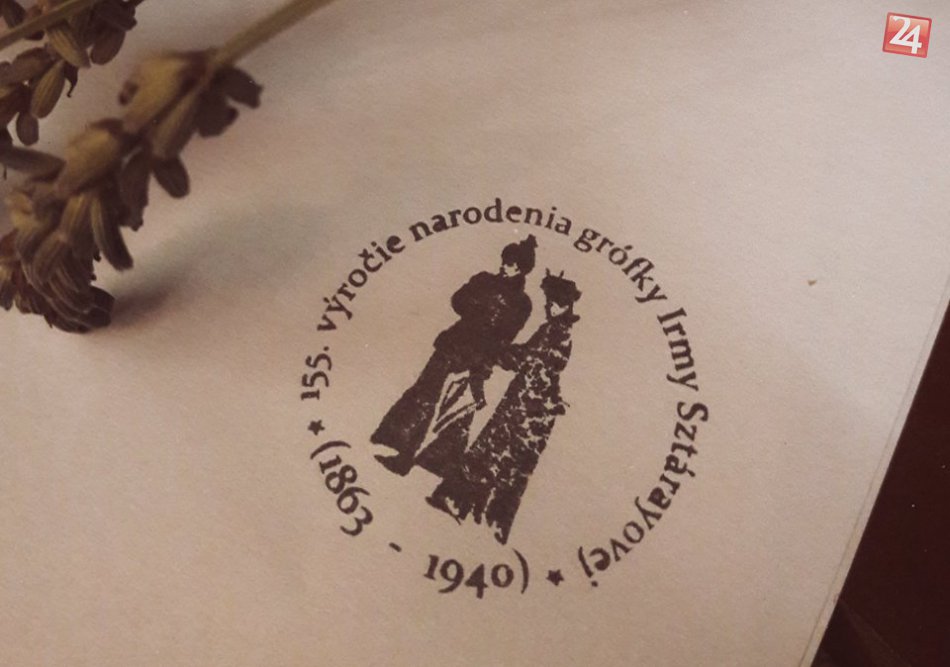 24
155. výročie narodenia grófky Irmy Sztárayovej
(1863 - 1940)